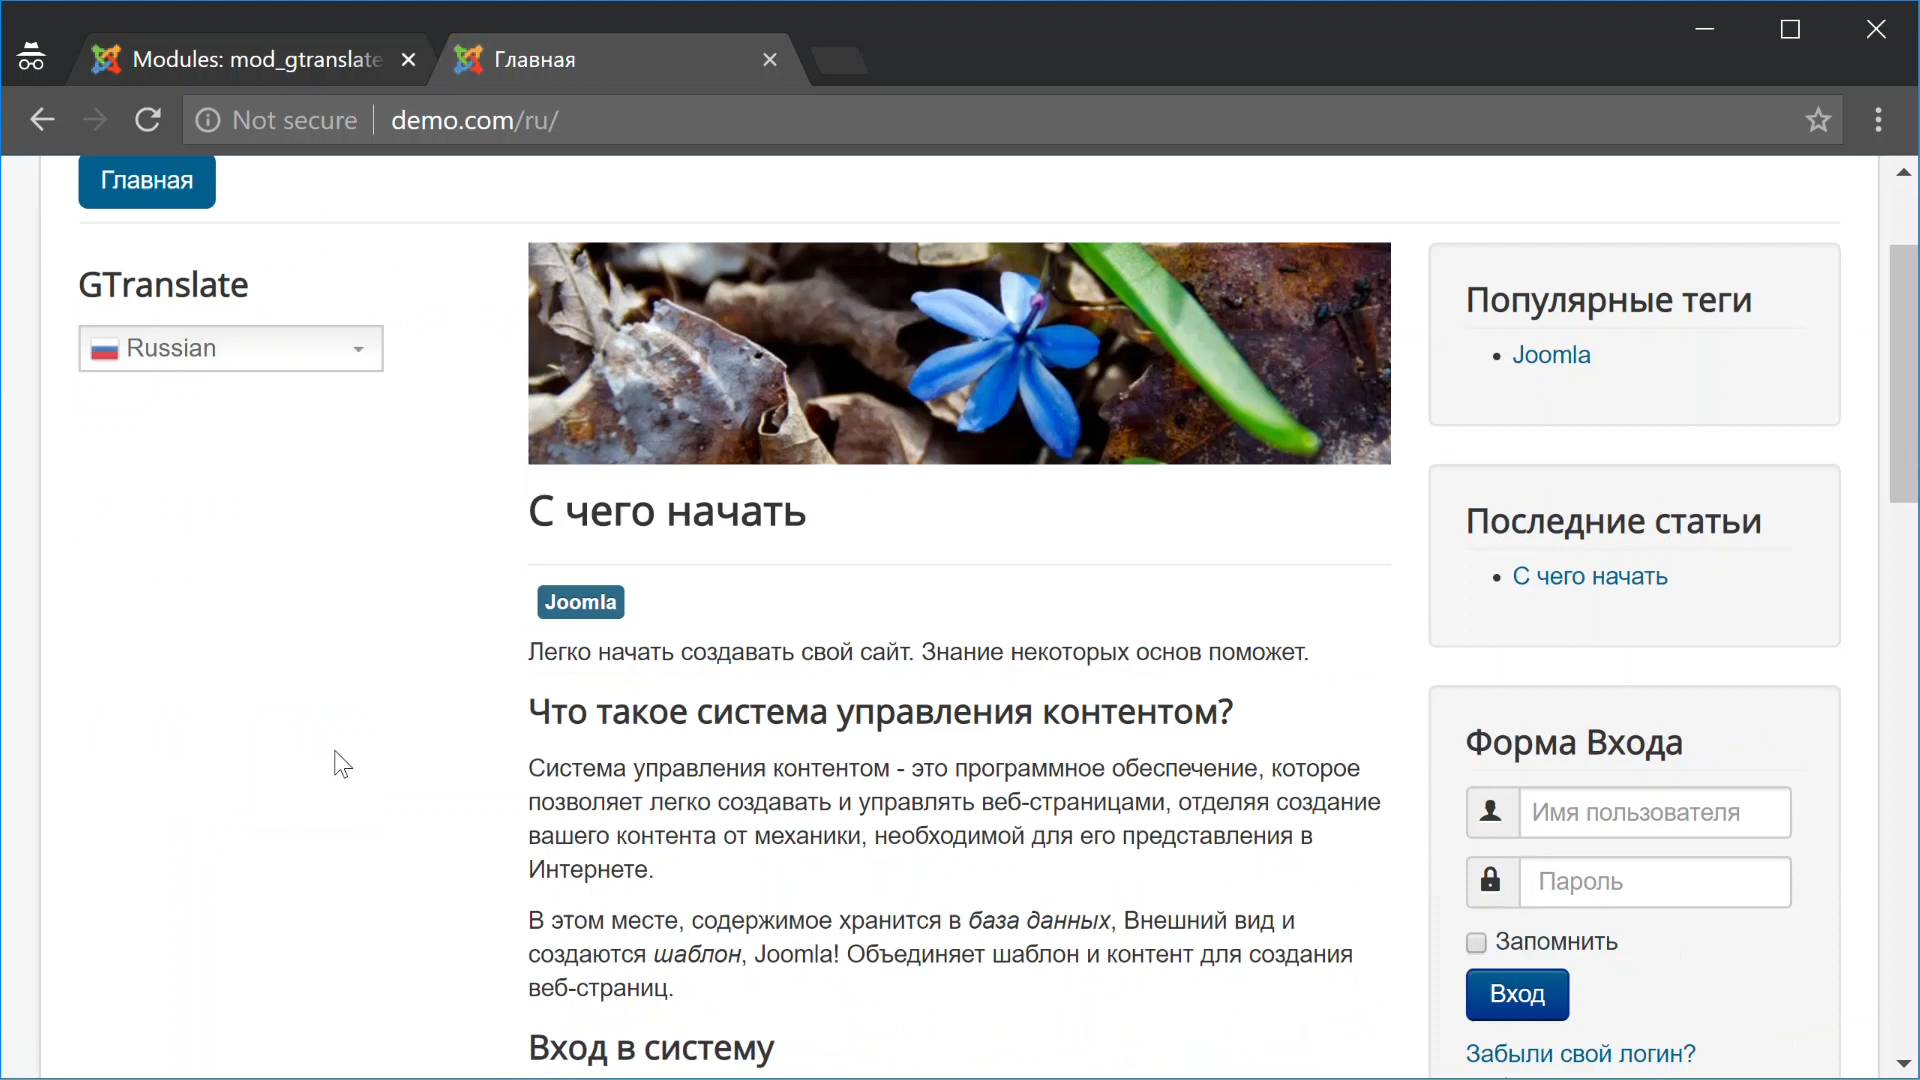 Modules: mod_gtranslate
Главная
Not secure
demo.com/ru/
Главная
GTranslate
Russian
С чего начать
Joomla
Легко начать создавать свой сайт. Знание некоторых основ поможет.
Что такое система управления контентом?
Система управления контентом - это программное обеспечение, которое
позволяет легко создавать и управлять веб-страницами, отделяя создание
вашего контента от механики, необходимой для его представления в
Интернете.
В этом месте, содержимое хранится в база данных, Внешний вид и
создаются шаблон, Joomla! Объединяет шаблон и контент для создания
веб-страниц.
Вход в систему
Популярные теги
Joomla
Последние статьи
С чего начать
Форма Входа
Имя пользователя
Пароль
Запомнить
Вход
Забыли свой логин?